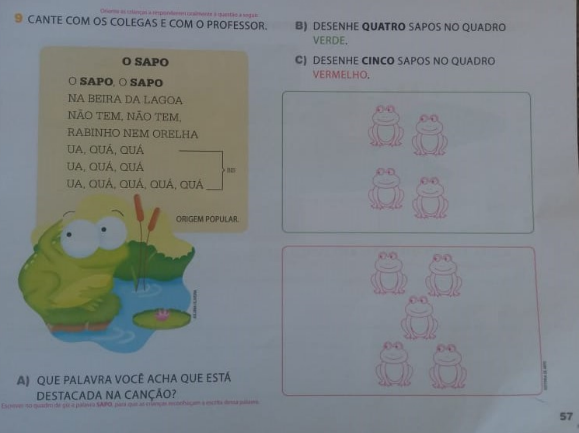 9 CANTE COM OS COLEGAS E COM O PROFESSOR.
O SAPO
O SAPO, O SAPO
NA BEIRA DA LAGOA
NÃO TEM, NÃO TEM,
RABINHO NEM ORELHA
UA, QUÁ, QUÁ
UA, QUÁ, QUÁ
UA, QUÁ, QUÁ, QUÁ, QUÁ
BIS
ORIGEM POPULAR.
A) QUE PALAVRA VOCÊ ACHA QUE ESTÁ
DESTACADA NA CANÇÃO?
B) DESENHE QUATRO SAPOS NO QUADRO
VERDE.
C) DESENHE CINCO SAPOS NO QUADRO
VERMELHO.
57